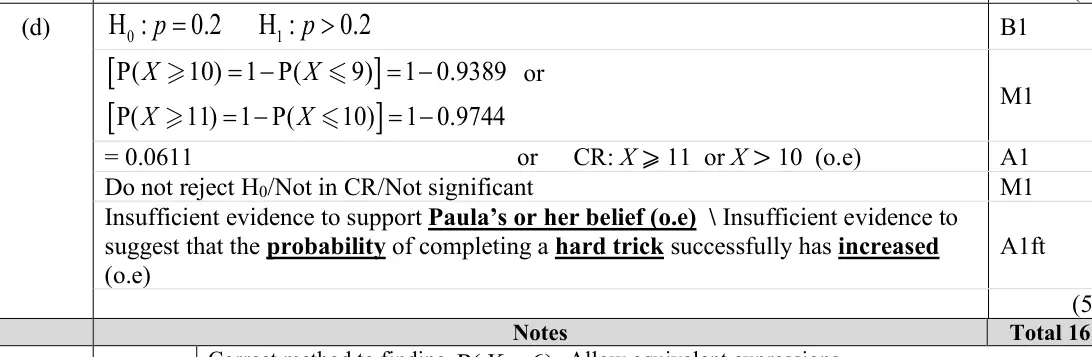 (d) H₀ : p = 0.2 H₁ : p > 0.2 B1
[P(X ⩾ 10) = 1 − P(X ⩽ 9)] = 1 − 0.9389 or
[P(X ⩾ 11) = 1 − P(X ⩽ 10)] = 1 − 0.9744 M1
= 0.0611 or CR: X ⩾ 11 or X > 10 (o.e) A1
Do not reject H₀/Not in CR/Not significant M1
Insufficient evidence to support Paula’s or her belief (o.e) \ Insufficient evidence to
suggest that the probability of completing a hard trick successfully has increased A1ft
(o.e)
(5
Notes Total 16